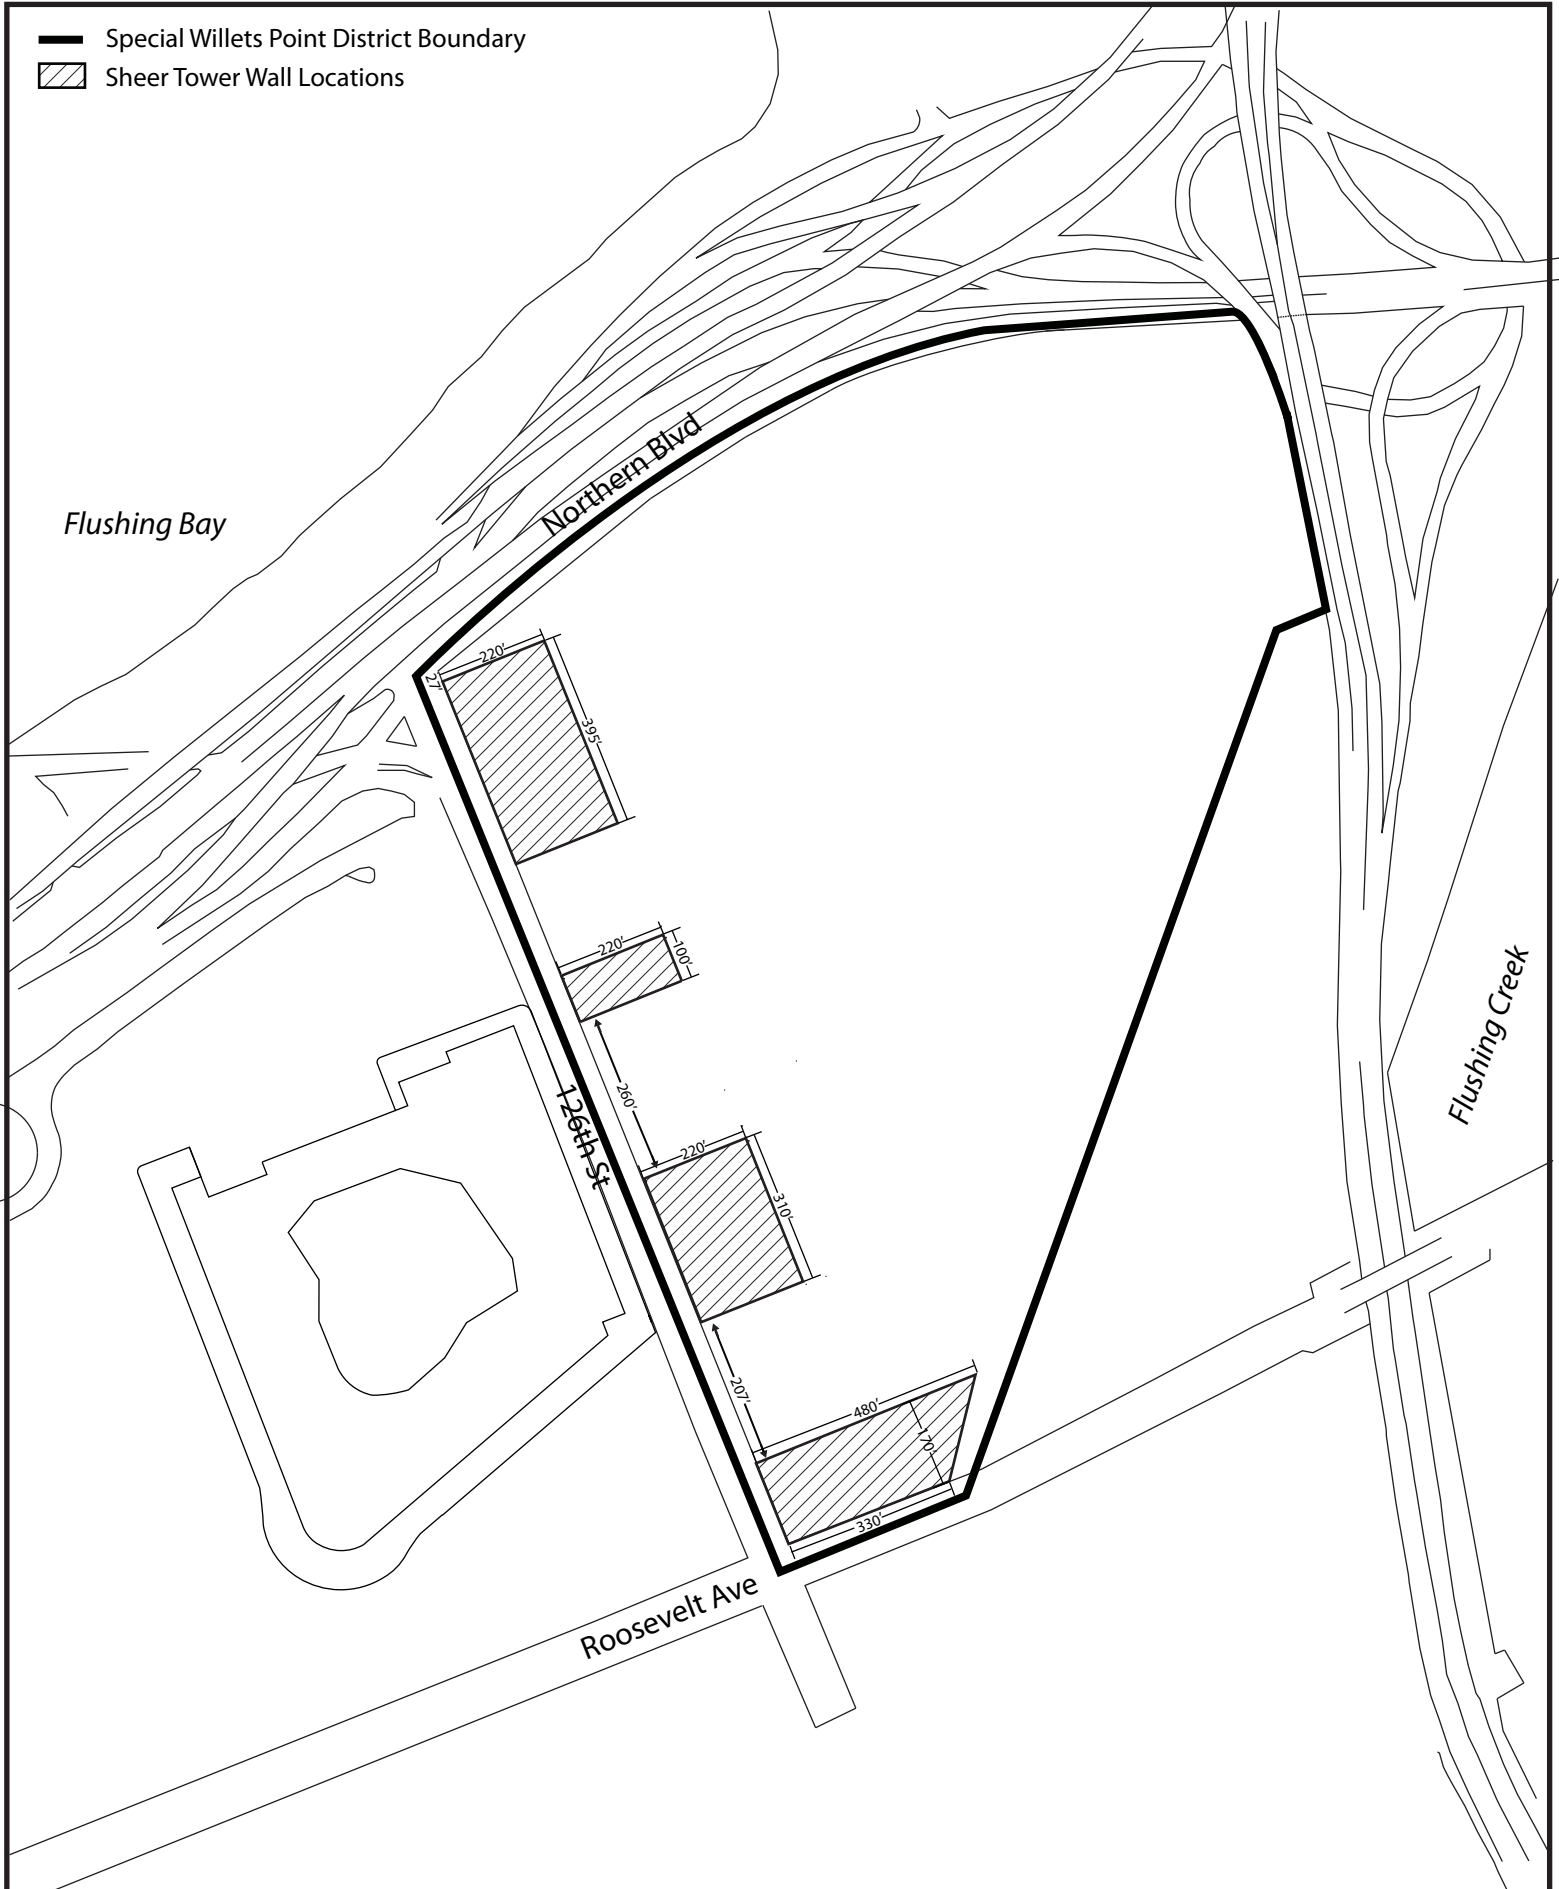 Special Willets Point District Boundary
Sheer Tower Wall Locations
Northern Blvd
Flushing Bay
220'
27'
395'
220'
100'
Flushing Creek
260'
126th St
220'
310'
207'
480'
170'
330'
Roosevelt Ave